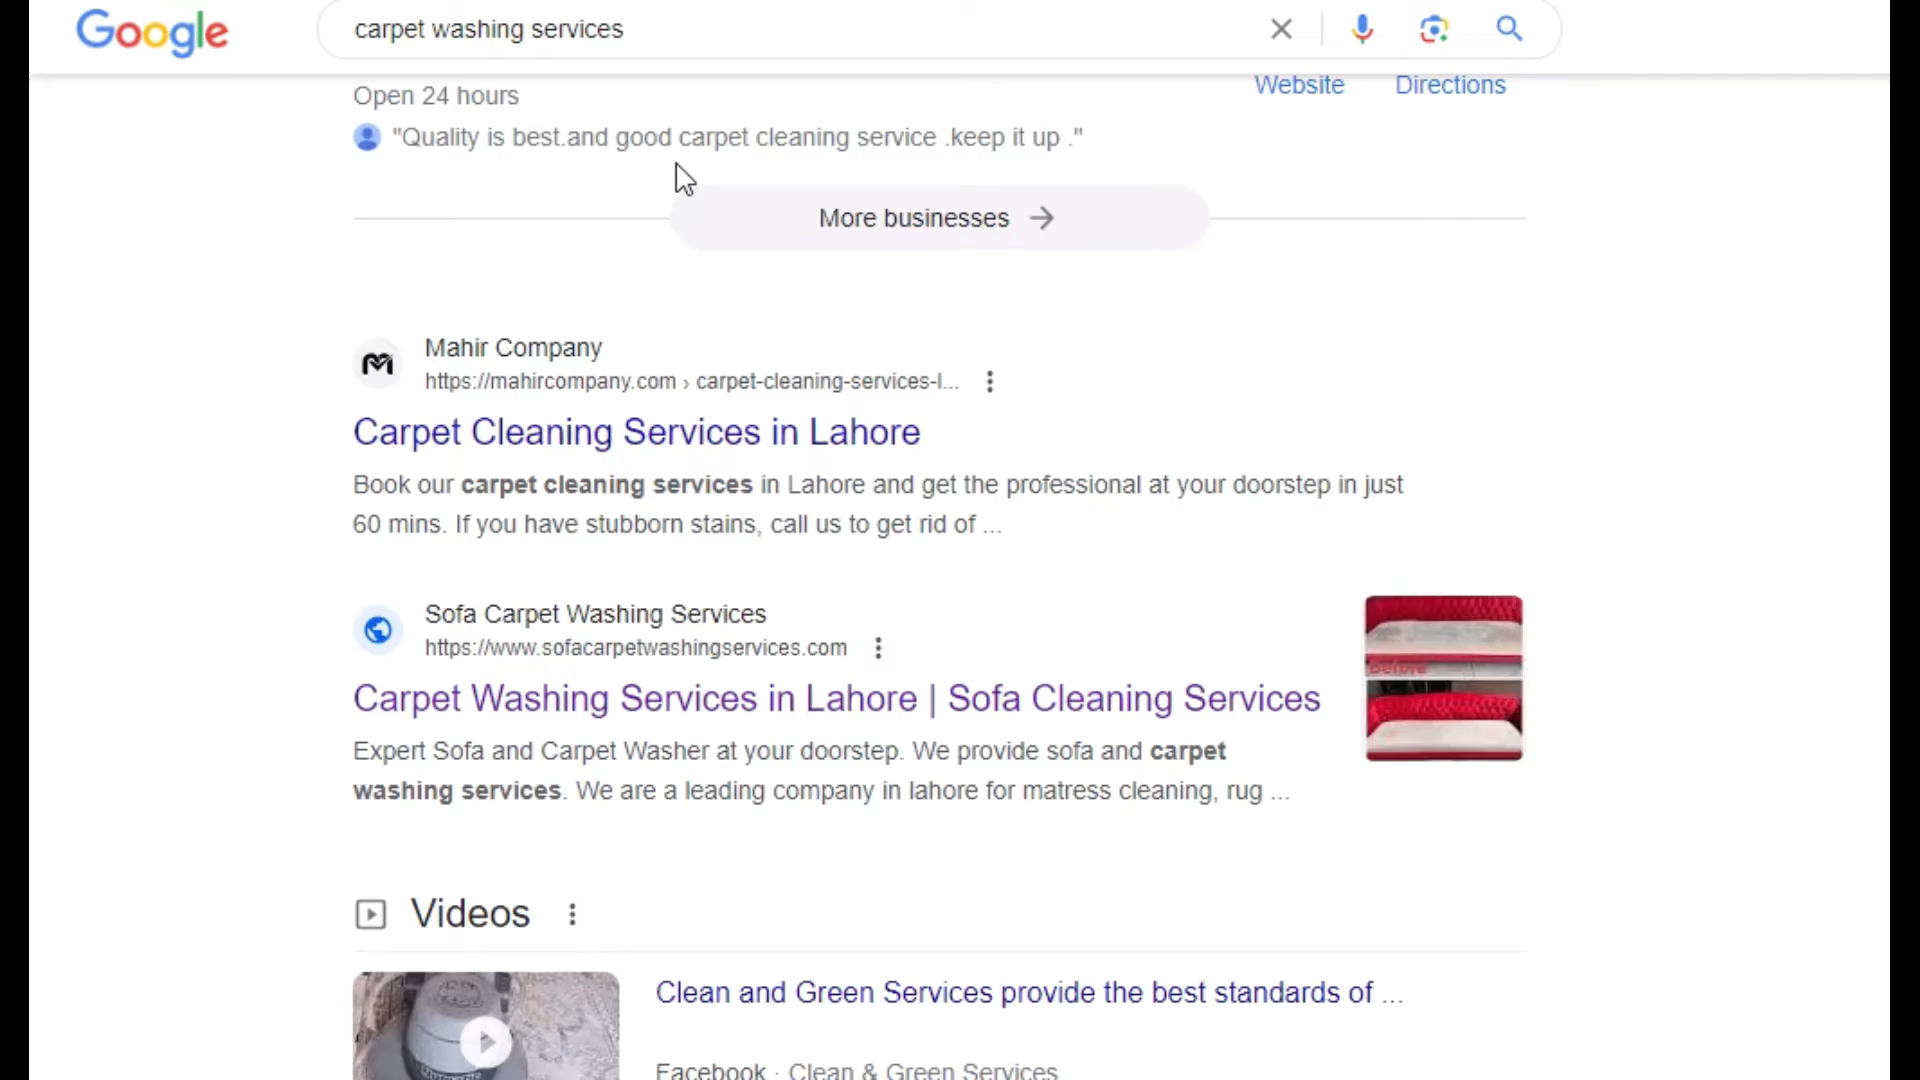 Google
carpet washing services
Website Directions
Open 24 hours
"Quality is best.and good carpet cleaning service .keep it up ."
More businesses
Mahir Company
https://mahircompany.com › carpet-cleaning-services-l...
Carpet Cleaning Services in Lahore
Book our carpet cleaning services in Lahore and get the professional at your doorstep in just
60 mins. If you have stubborn stains, call us to get rid of ...
Sofa Carpet Washing Services
https://www.sofacarpetwashingservices.com
Carpet Washing Services in Lahore | Sofa Cleaning Services
Before
Expert Sofa and Carpet Washer at your doorstep. We provide sofa and carpet
washing services. We are a leading company in lahore for matress cleaning, rug ...
Videos
Clean and Green Services provide the best standards of ...
Facebook · Clean & Green Services